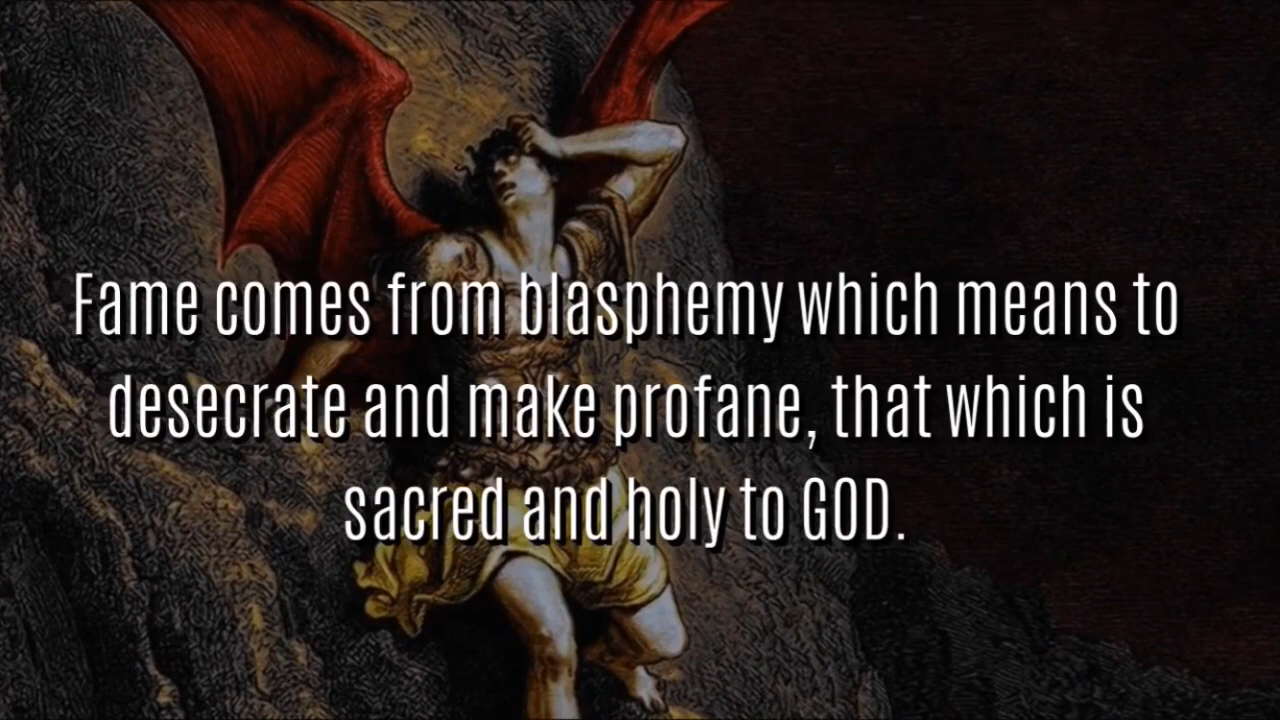 Fame comes from blasphemy which means to
desecrate and make profane, that which is
sacred and holy to GOD.